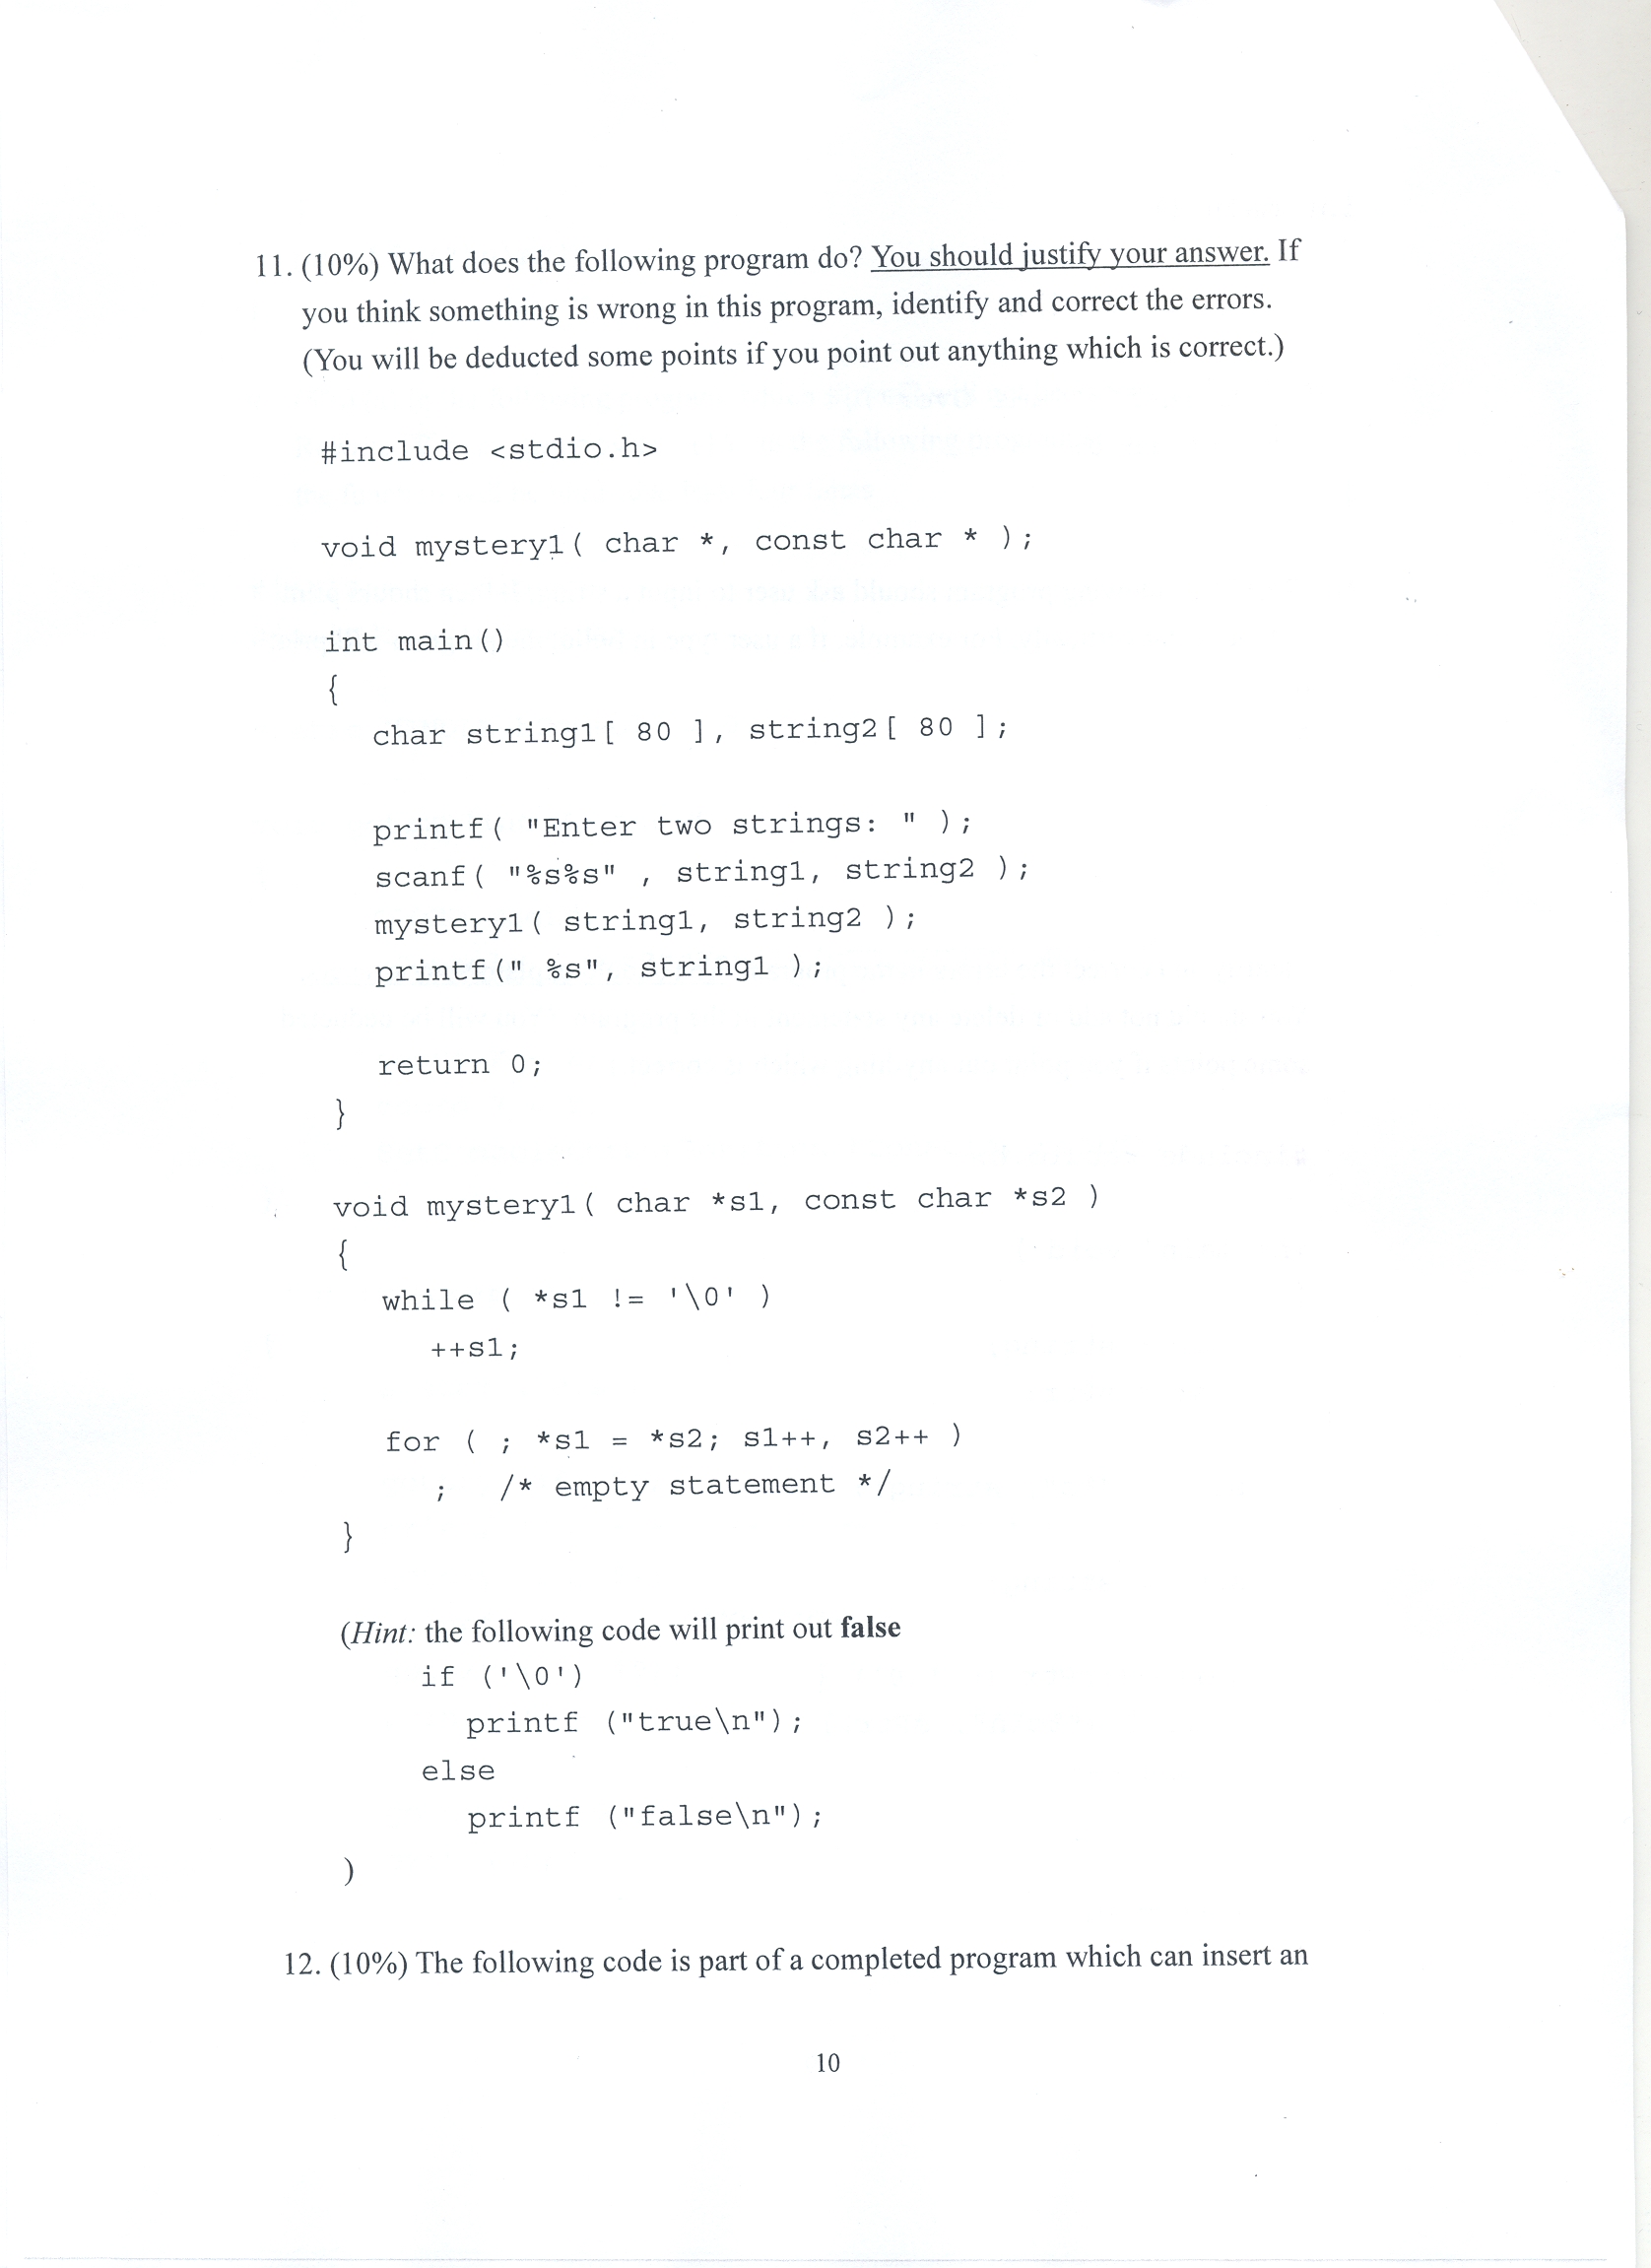 11. (10%) What does the following program do? You should justify your answer. If
you think something is wrong in this program, identify and correct the errors.
(You will be deducted some points if you point out anything which is correct.)
#include <stdio.h>
void mystery1( char *, const char * );
int main()
{
char string1[ 80 ], string2[ 80 ];
printf( "Enter two strings: " );
scanf( "%s%s" , string1, string2 );
mystery1( string1, string2 );
printf(" %s", string1 );
return 0;
}
void mystery1( char *s1, const char *s2 )
{
while ( *s1 != '\0' )
++s1;
for ( ; *s1 = *s2; s1++, s2++ )
; /* empty statement */
}
(Hint: the following code will print out false
if ('\0')
printf ("true\n");
else
printf ("false\n");
)
12. (10%) The following code is part of a completed program which can insert an
10